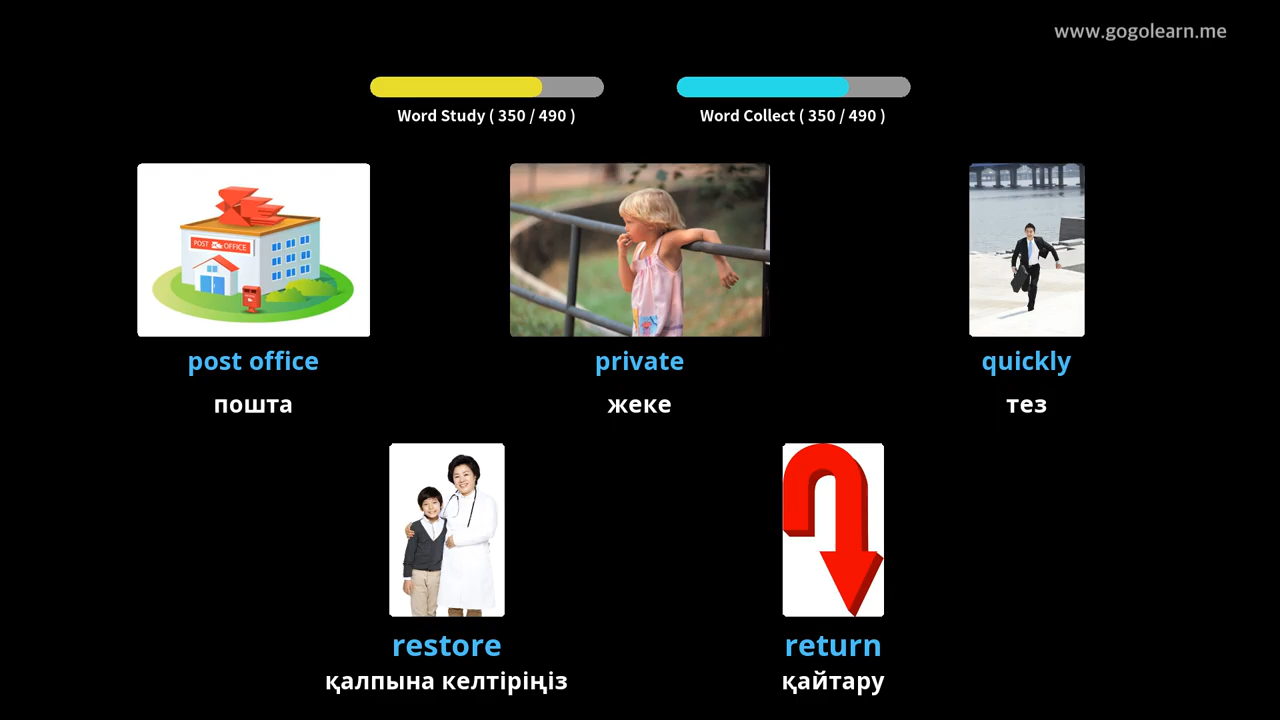 www.gogolearn.me
Word Study ( 350 / 490 )
Word Collect ( 350 / 490 )
POST OFFICE
post office
private
quickly
пошта
жеке
тез
restore
return
қалпына келтіріңіз
қайтару